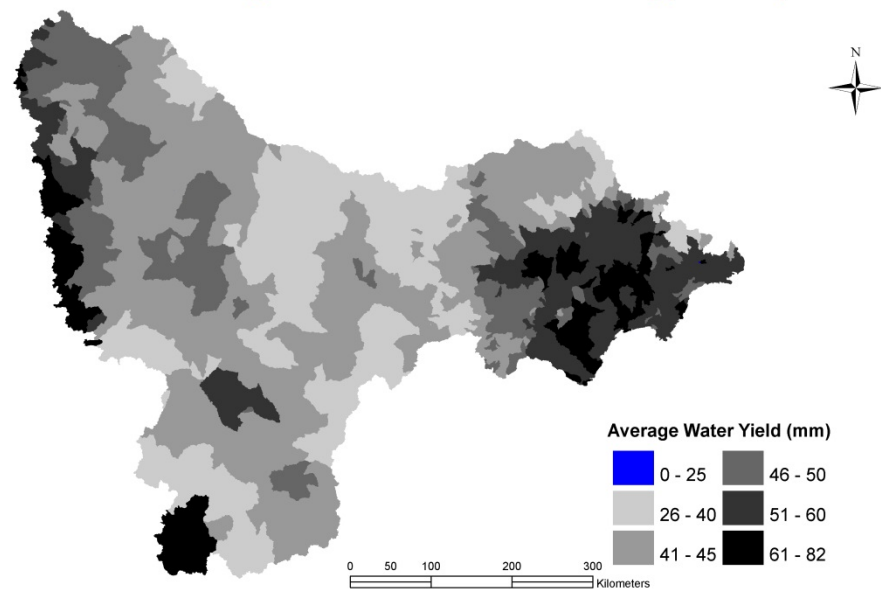 N
Average Water Yield (mm)
0 - 25 46 - 50
26 - 40 51 - 60
41 - 45 61 - 82
0 50 100 200 300
Kilometers